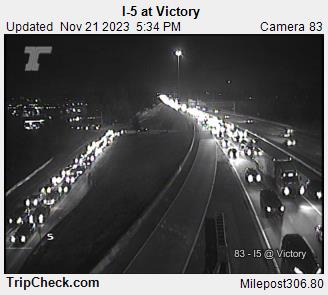 I-5 at Victory
Updated Nov 21 2023 5:34 PM Camera 83
T
S
83 - I5 @ Victory
TripCheck.com Milepost306.80